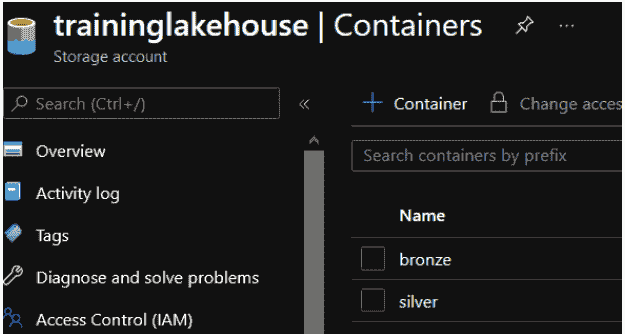 traininglakehouse | Containers
Storage account
Search (Ctrl+/)
«
Container
Change acces
Search containers by prefix
Overview
Activity log
Tags
Diagnose and solve problems
Access Control (IAM)
Name
bronze
silver